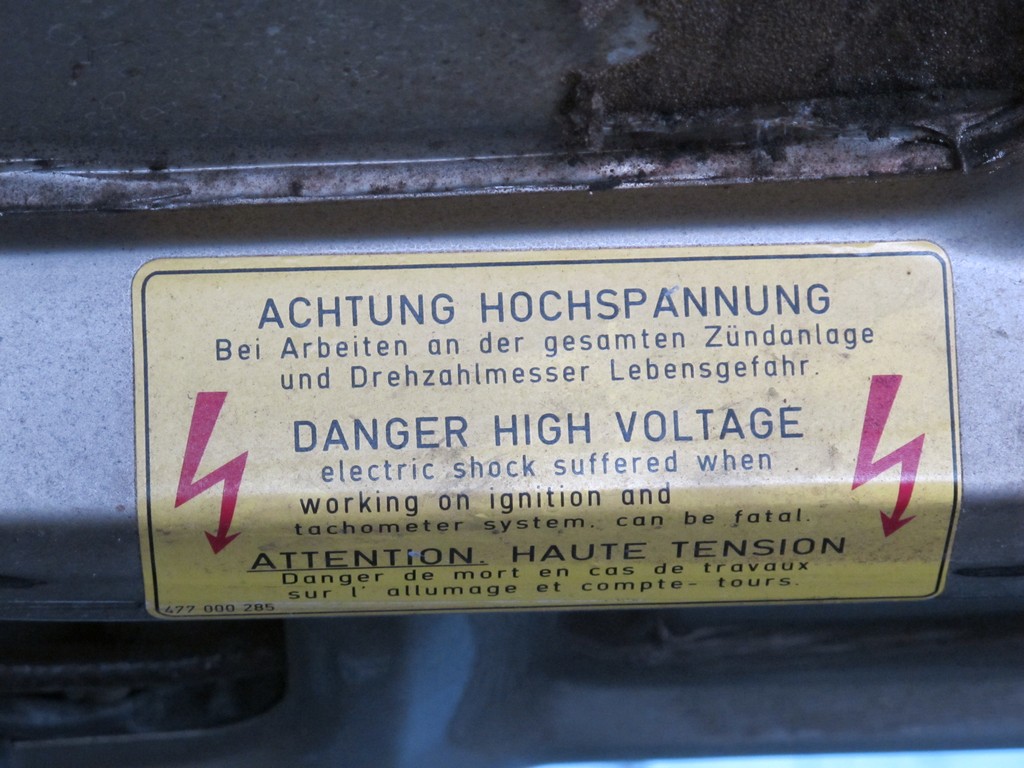 ACHTUNG HOCHSPANNUNG
Bei Arbeiten an der gesamten Zündanlage
und Drehzahlmesser Lebensgefahr.
DANGER HIGH VOLTAGE
electric shock suffered when
working on ignition and
tachometer system. can be fatal.
ATTENTION. HAUTE TENSION
Danger de mort en cas de travaux
sur l' allumage et compte- tours.
477 000 285